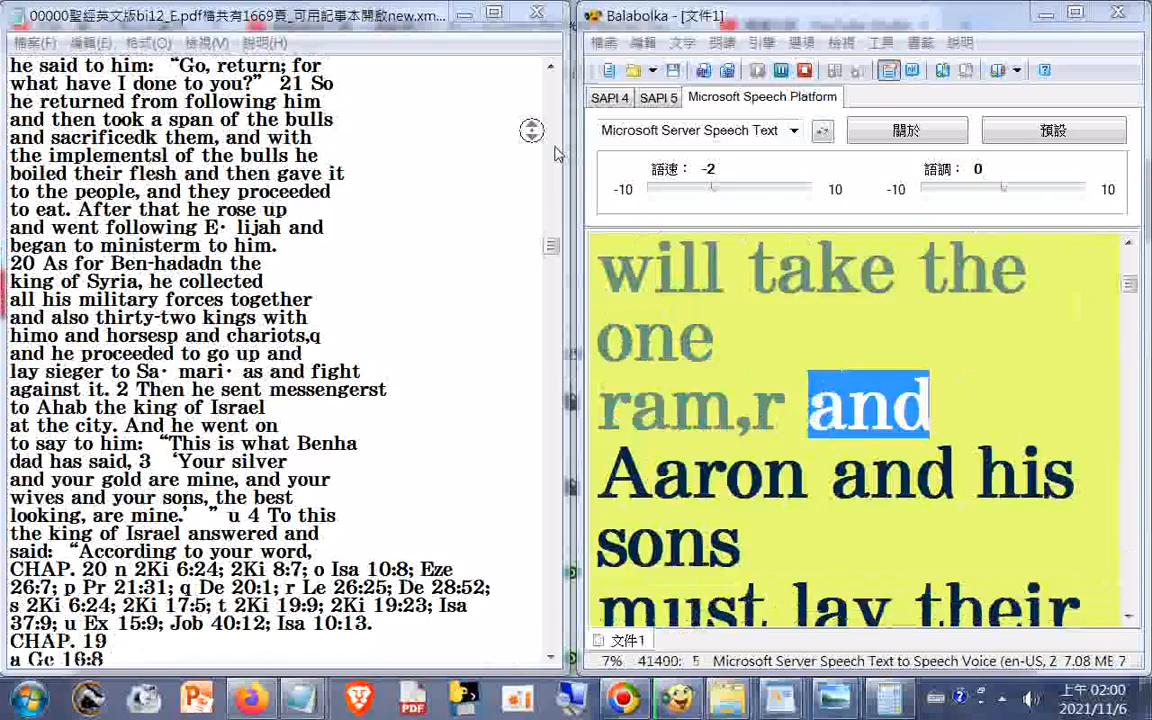 00000聖經英文版bi12_E.pdf檔共有1669頁_可用記事本開啟new.xm...
檔案(F) 編輯(E) 格式(O) 檢視(V) 說明(H)
he said to him: “Go, return; for
what have I done to you?” 21 So
he returned from following him
and then took a span of the bulls
and sacrificedk them, and with
the implementsl of the bulls he
boiled their flesh and then gave it
to the people, and they proceeded
to eat. After that he rose up
and went following E· lijah and
began to ministerm to him.
20 As for Ben-hadadn the
king of Syria, he collected
all his military forces together
and also thirty-two kings with
himo and horsesp and chariots,q
and he proceeded to go up and
lay sieger to Sa· mari· as and fight
against it. 2 Then he sent messengerst
to Ahab the king of Israel
at the city. And he went on
to say to him: “This is what Benha
dad has said, 3 ‘Your silver
and your gold are mine, and your
wives and your sons, the best
looking, are mine.’ ” u 4 To this
the king of Israel answered and
said: “According to your word,
CHAP. 20 n 2Ki 6:24; 2Ki 8:7; o Isa 10:8; Eze
26:7; p Pr 21:31; q De 20:1; r Le 26:25; De 28:52;
s 2Ki 6:24; 2Ki 17:5; t 2Ki 19:9; 2Ki 19:23; Isa
37:9; u Ex 15:9; Job 40:12; Isa 10:13.
CHAP. 19
a Ge 16:8
Balabolka - [文件1]
檔案 編輯 文字 朗讀 引擎 選項 檢視 工具 書籤 說明
SAPI 4 SAPI 5 Microsoft Speech Platform
Microsoft Server Speech Text 關於 預設
語速： -2 語調： 0
-10 10 -10 10
will take the
one
ram,r and
Aaron and his
sons
must lay their
文件1
7% 41400: 5 Microsoft Server Speech Text to Speech Voice (en-US, 2 7.08 MB 7
上午 02:00
2021/11/6